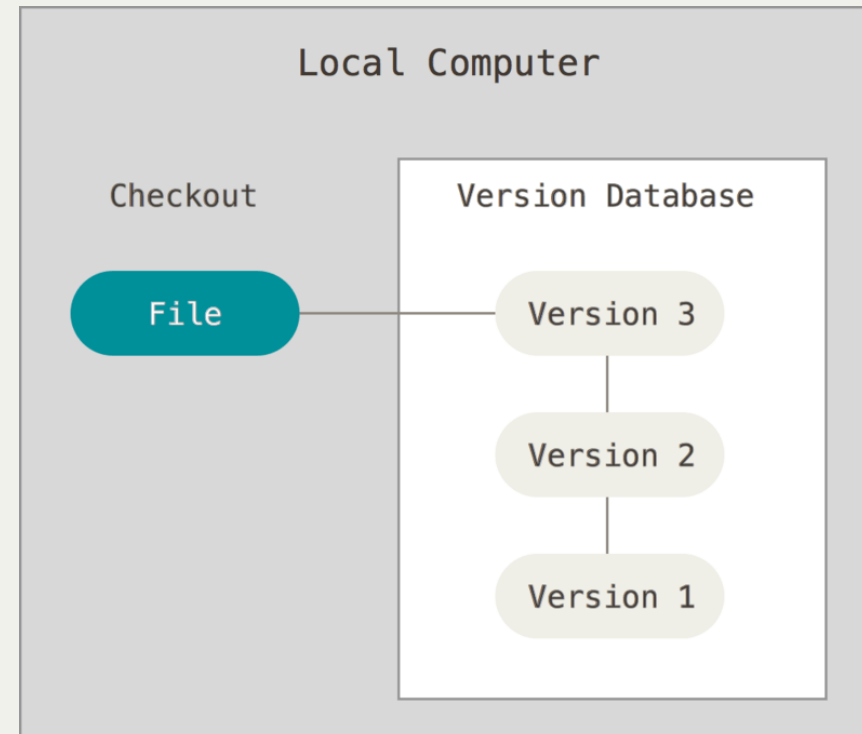 Local Computer
Checkout
Version Database
File
Version 3
Version 2
Version 1